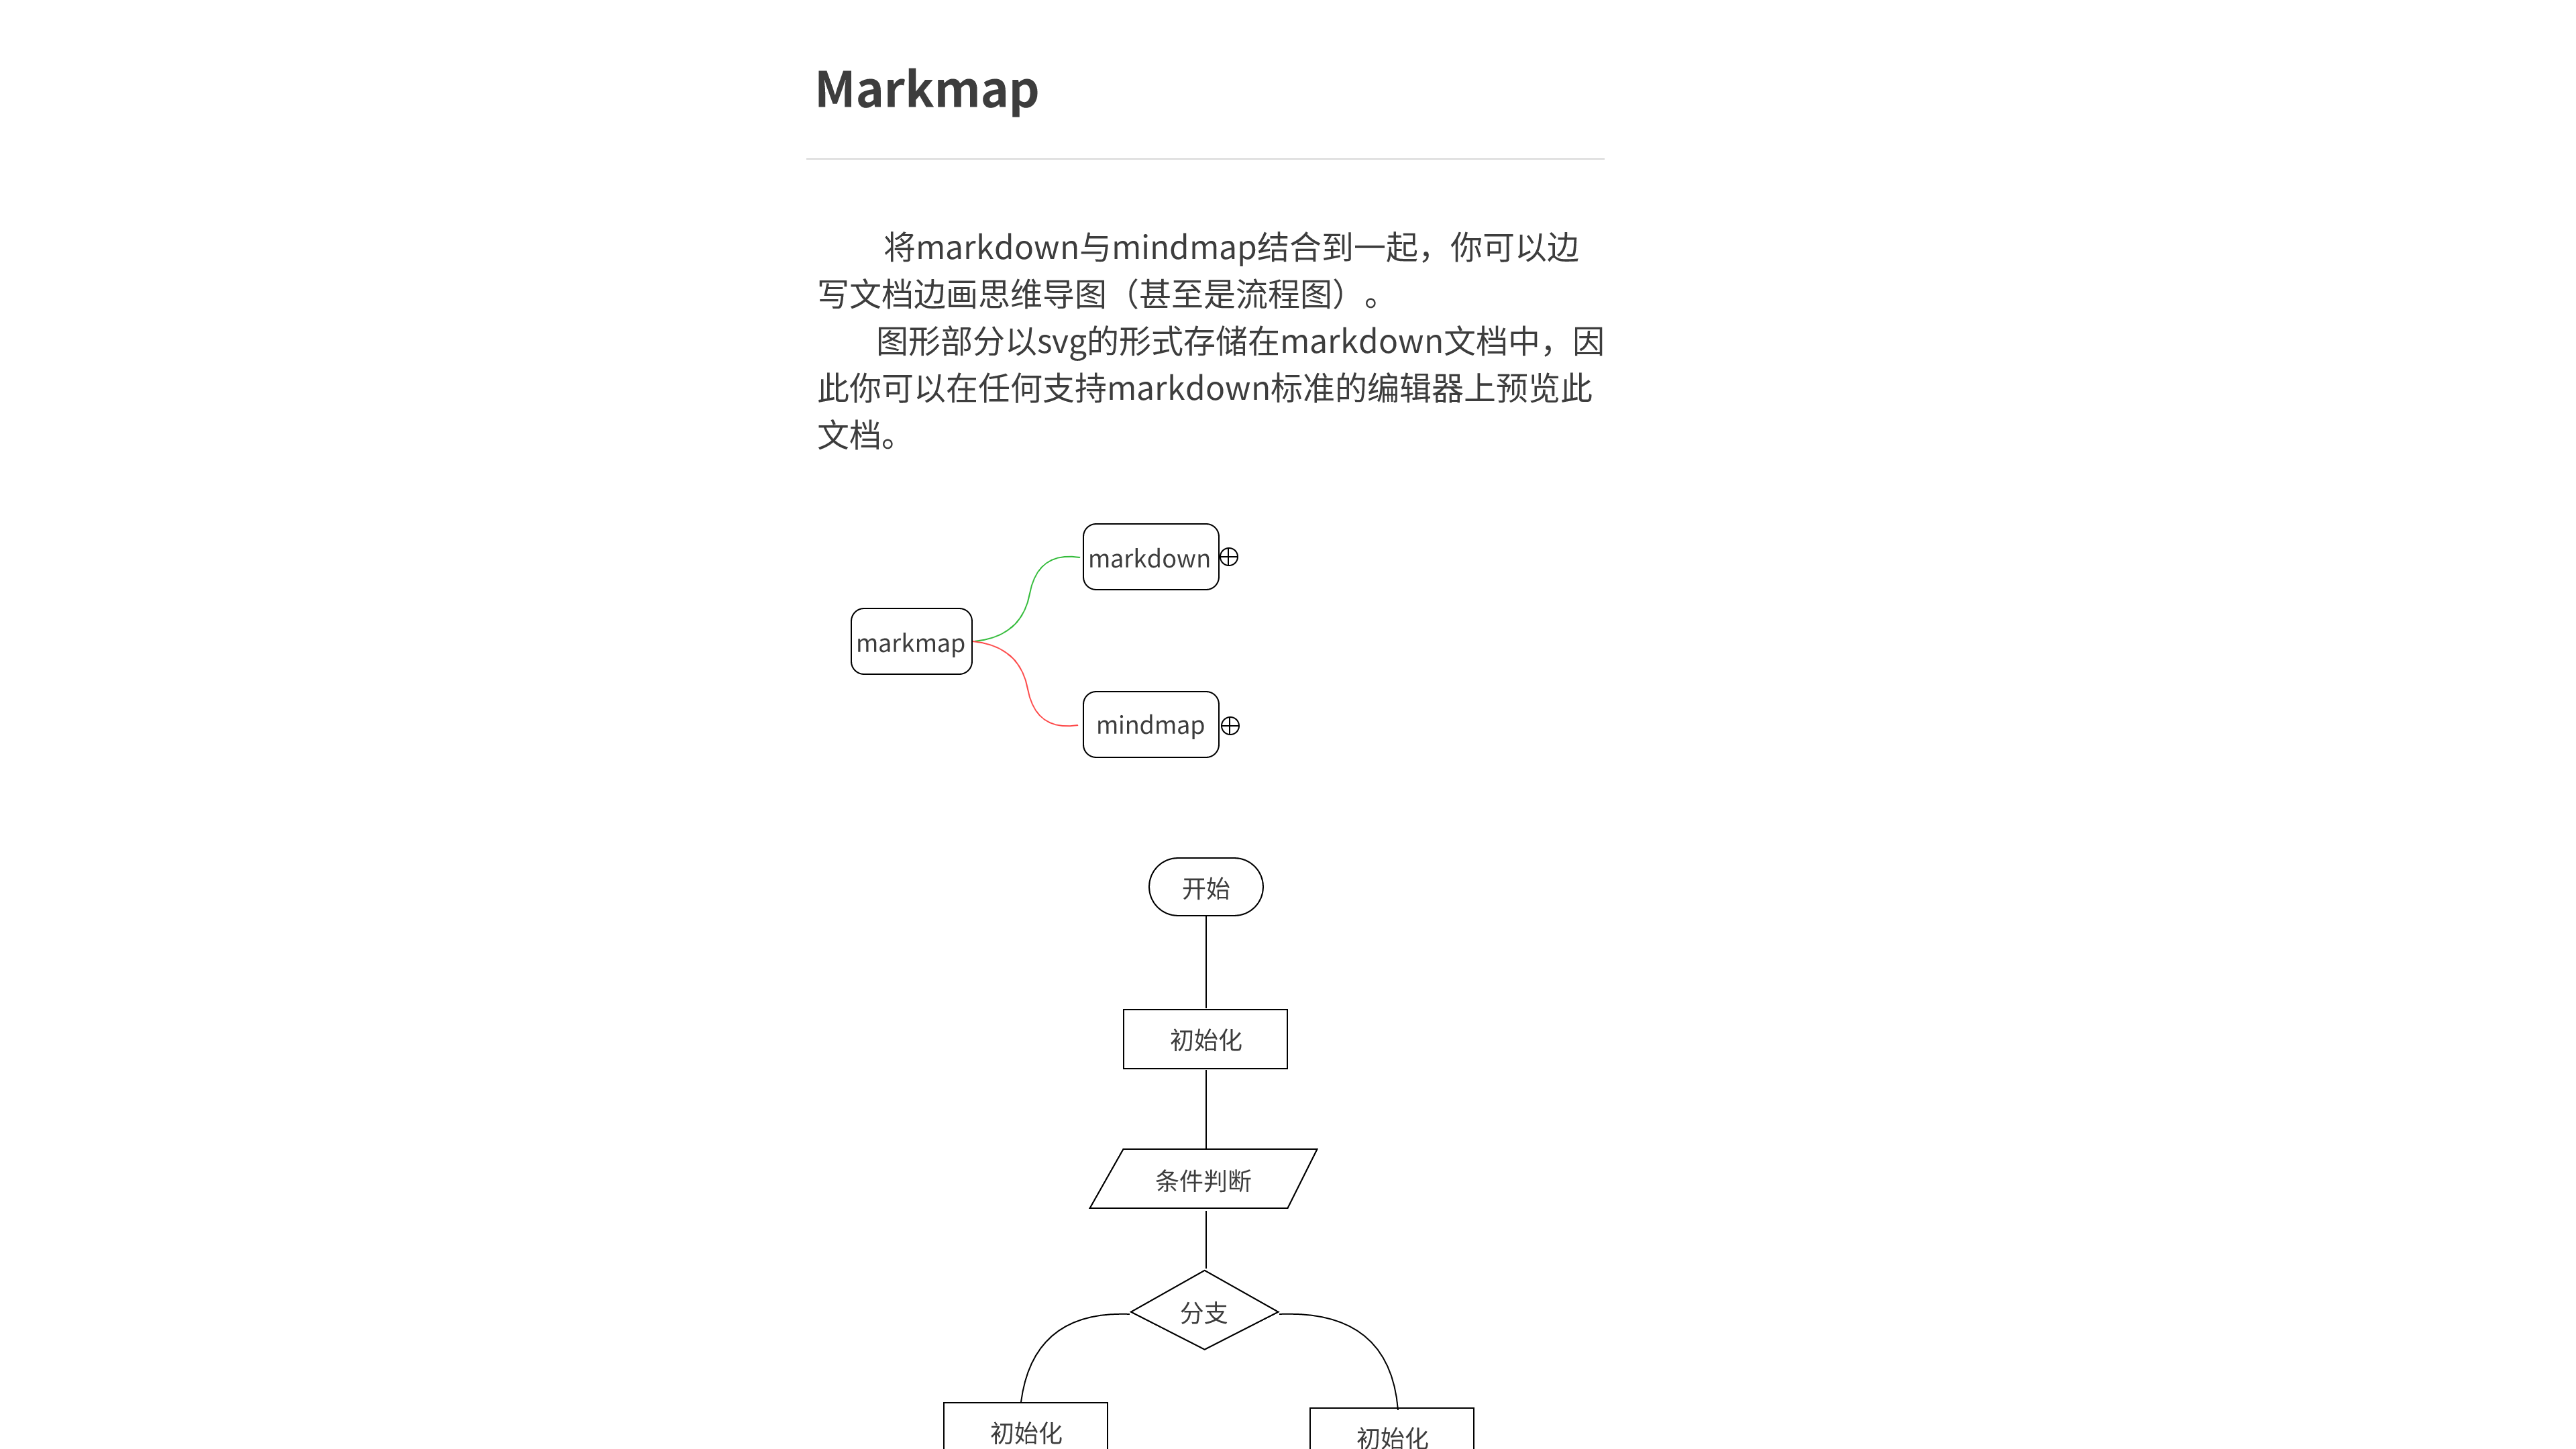 Markmap
将markdown与mindmap结合到一起，你可以边
写文档边画思维导图（甚至是流程图）。
图形部分以svg的形式存储在markdown文档中，因
此你可以在任何支持markdown标准的编辑器上预览此
文档。
markdown
markmap
mindmap
开始
初始化
条件判断
分支
初始化
初始化